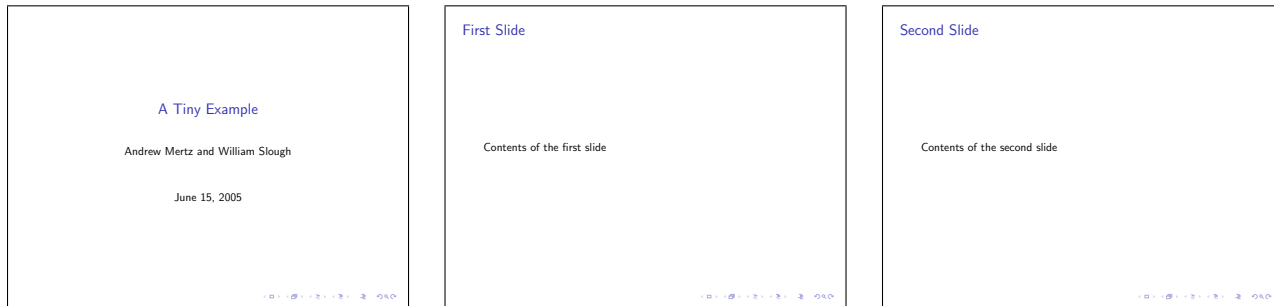 A Tiny Example
Andrew Mertz and William Slough
June 15, 2005
First Slide
Contents of the first slide
Second Slide
Contents of the second slide